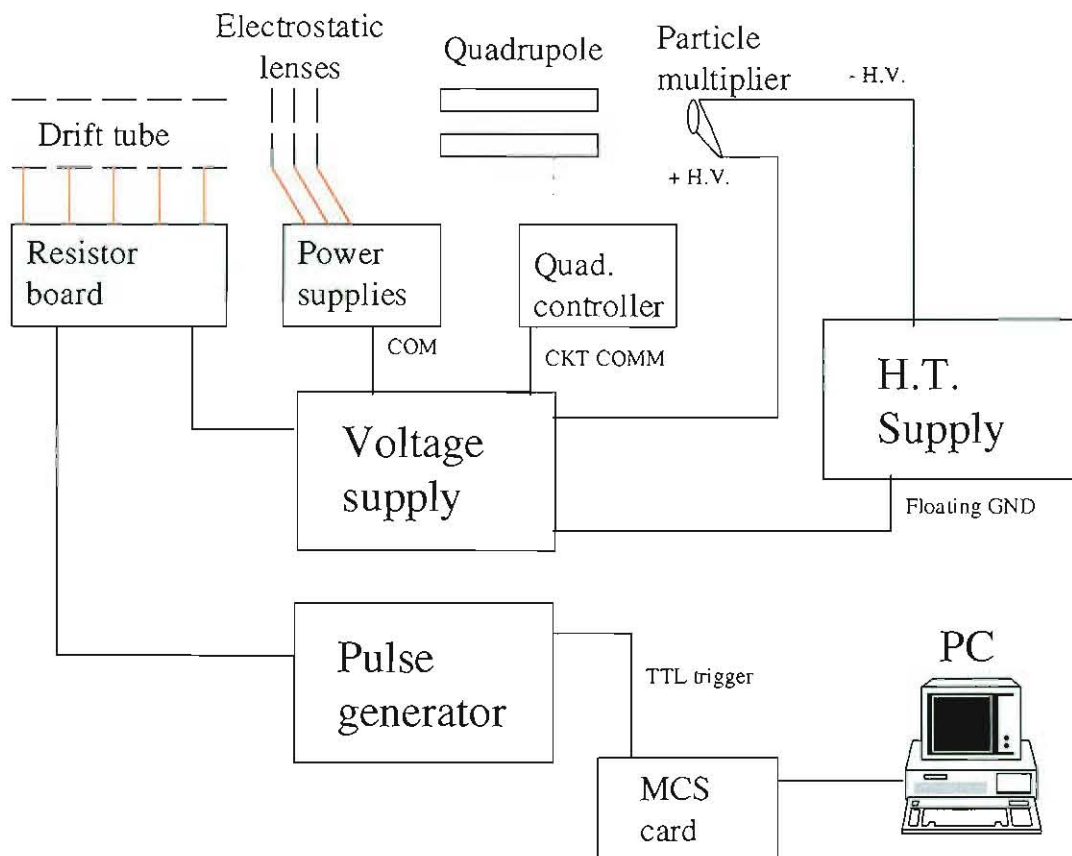 Electrostatic
lenses
Quadrupole
Particle
multiplier
- H.V.
Drift tube
+ H.V.
Resistor
board
Power
supplies
Quad.
controller
COM
CKT COMM
H.T.
Supply
Voltage
supply
Floating GND
Pulse
generator
TTL trigger
PC
MCS
card